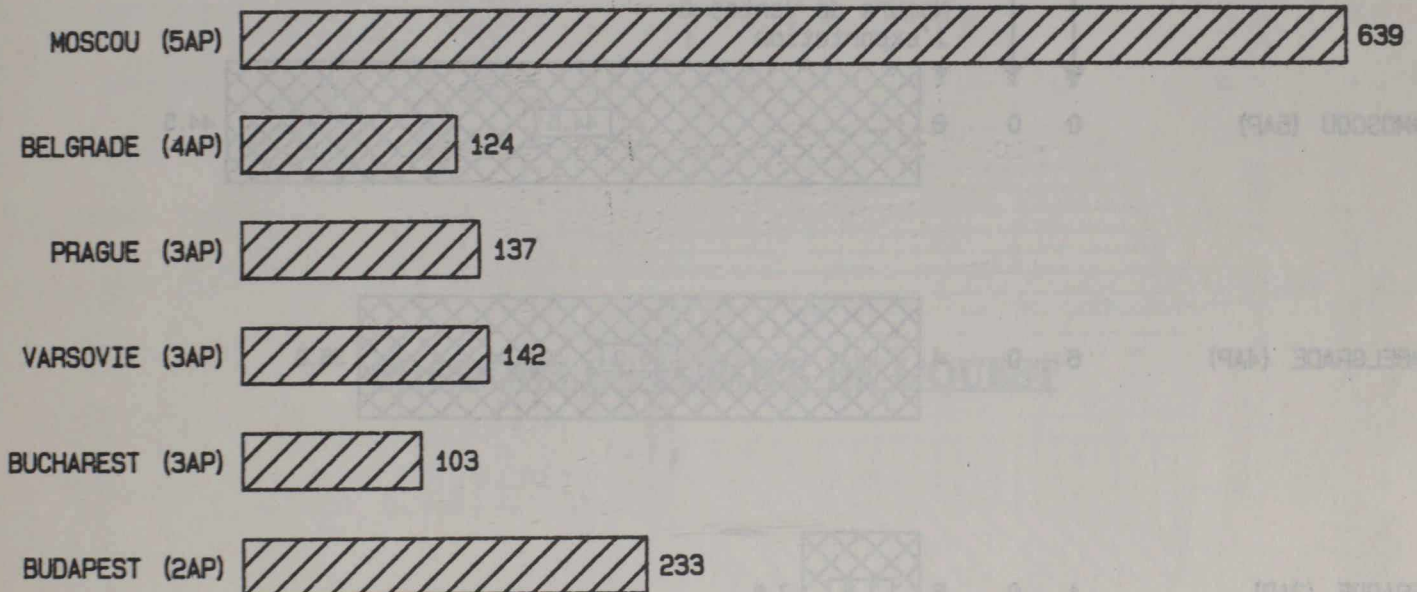 MOSCOU (5AP) 639
BELGRADE (4AP) 124
PRAGUE (3AP) 137
VARSOVIE (3AP) 142
BUCHAREST (3AP) 103
BUDAPEST (2AP) 233